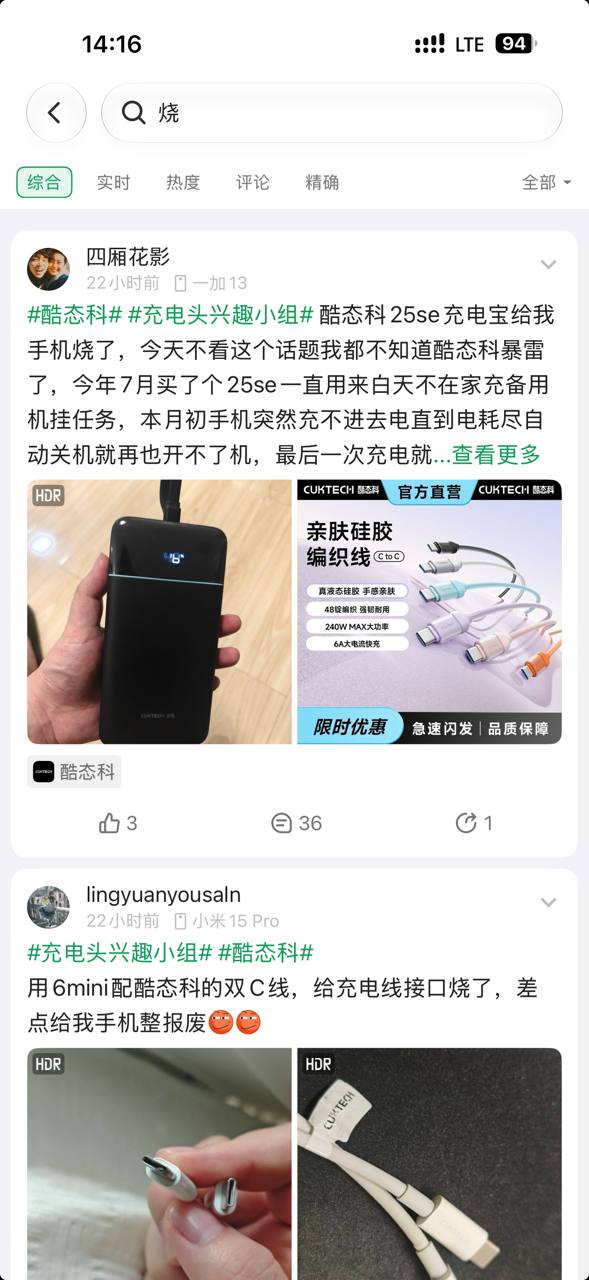 14:16
LTE
94
烧
综合 实时 热度 评论 精确 全部
四厢花影
22小时前 一加13
#酷态科# #充电头兴趣小组# 酷态科25se充电宝给我
手机烧了，今天不看这个话题我都不知道酷态科暴雷
了，今年7月买了个25se一直用来白天不在家充备用
机挂任务，本月初手机突然充不进去电直到电耗尽自
动关机就再也开不了机，最后一次充电就...查看更多
HDR
CUKTECH 酷态科 官方直营 CUKTECH 酷态科
亲肤硅胶
编织线 C to C
真液态硅胶 手感亲肤
48锭编织 强韧耐用
240W MAX大功率
6A大电流快充
限时优惠 急速闪发 | 品质保障
CUKTECH
酷态科
3 36 1
lingyuanyousaln
22小时前 小米15 Pro
#充电头兴趣小组# #酷态科#
用6mini配酷态科的双C线，给充电线接口烧了，差
点给我手机整报废
HDR
HDR
CUKTECH